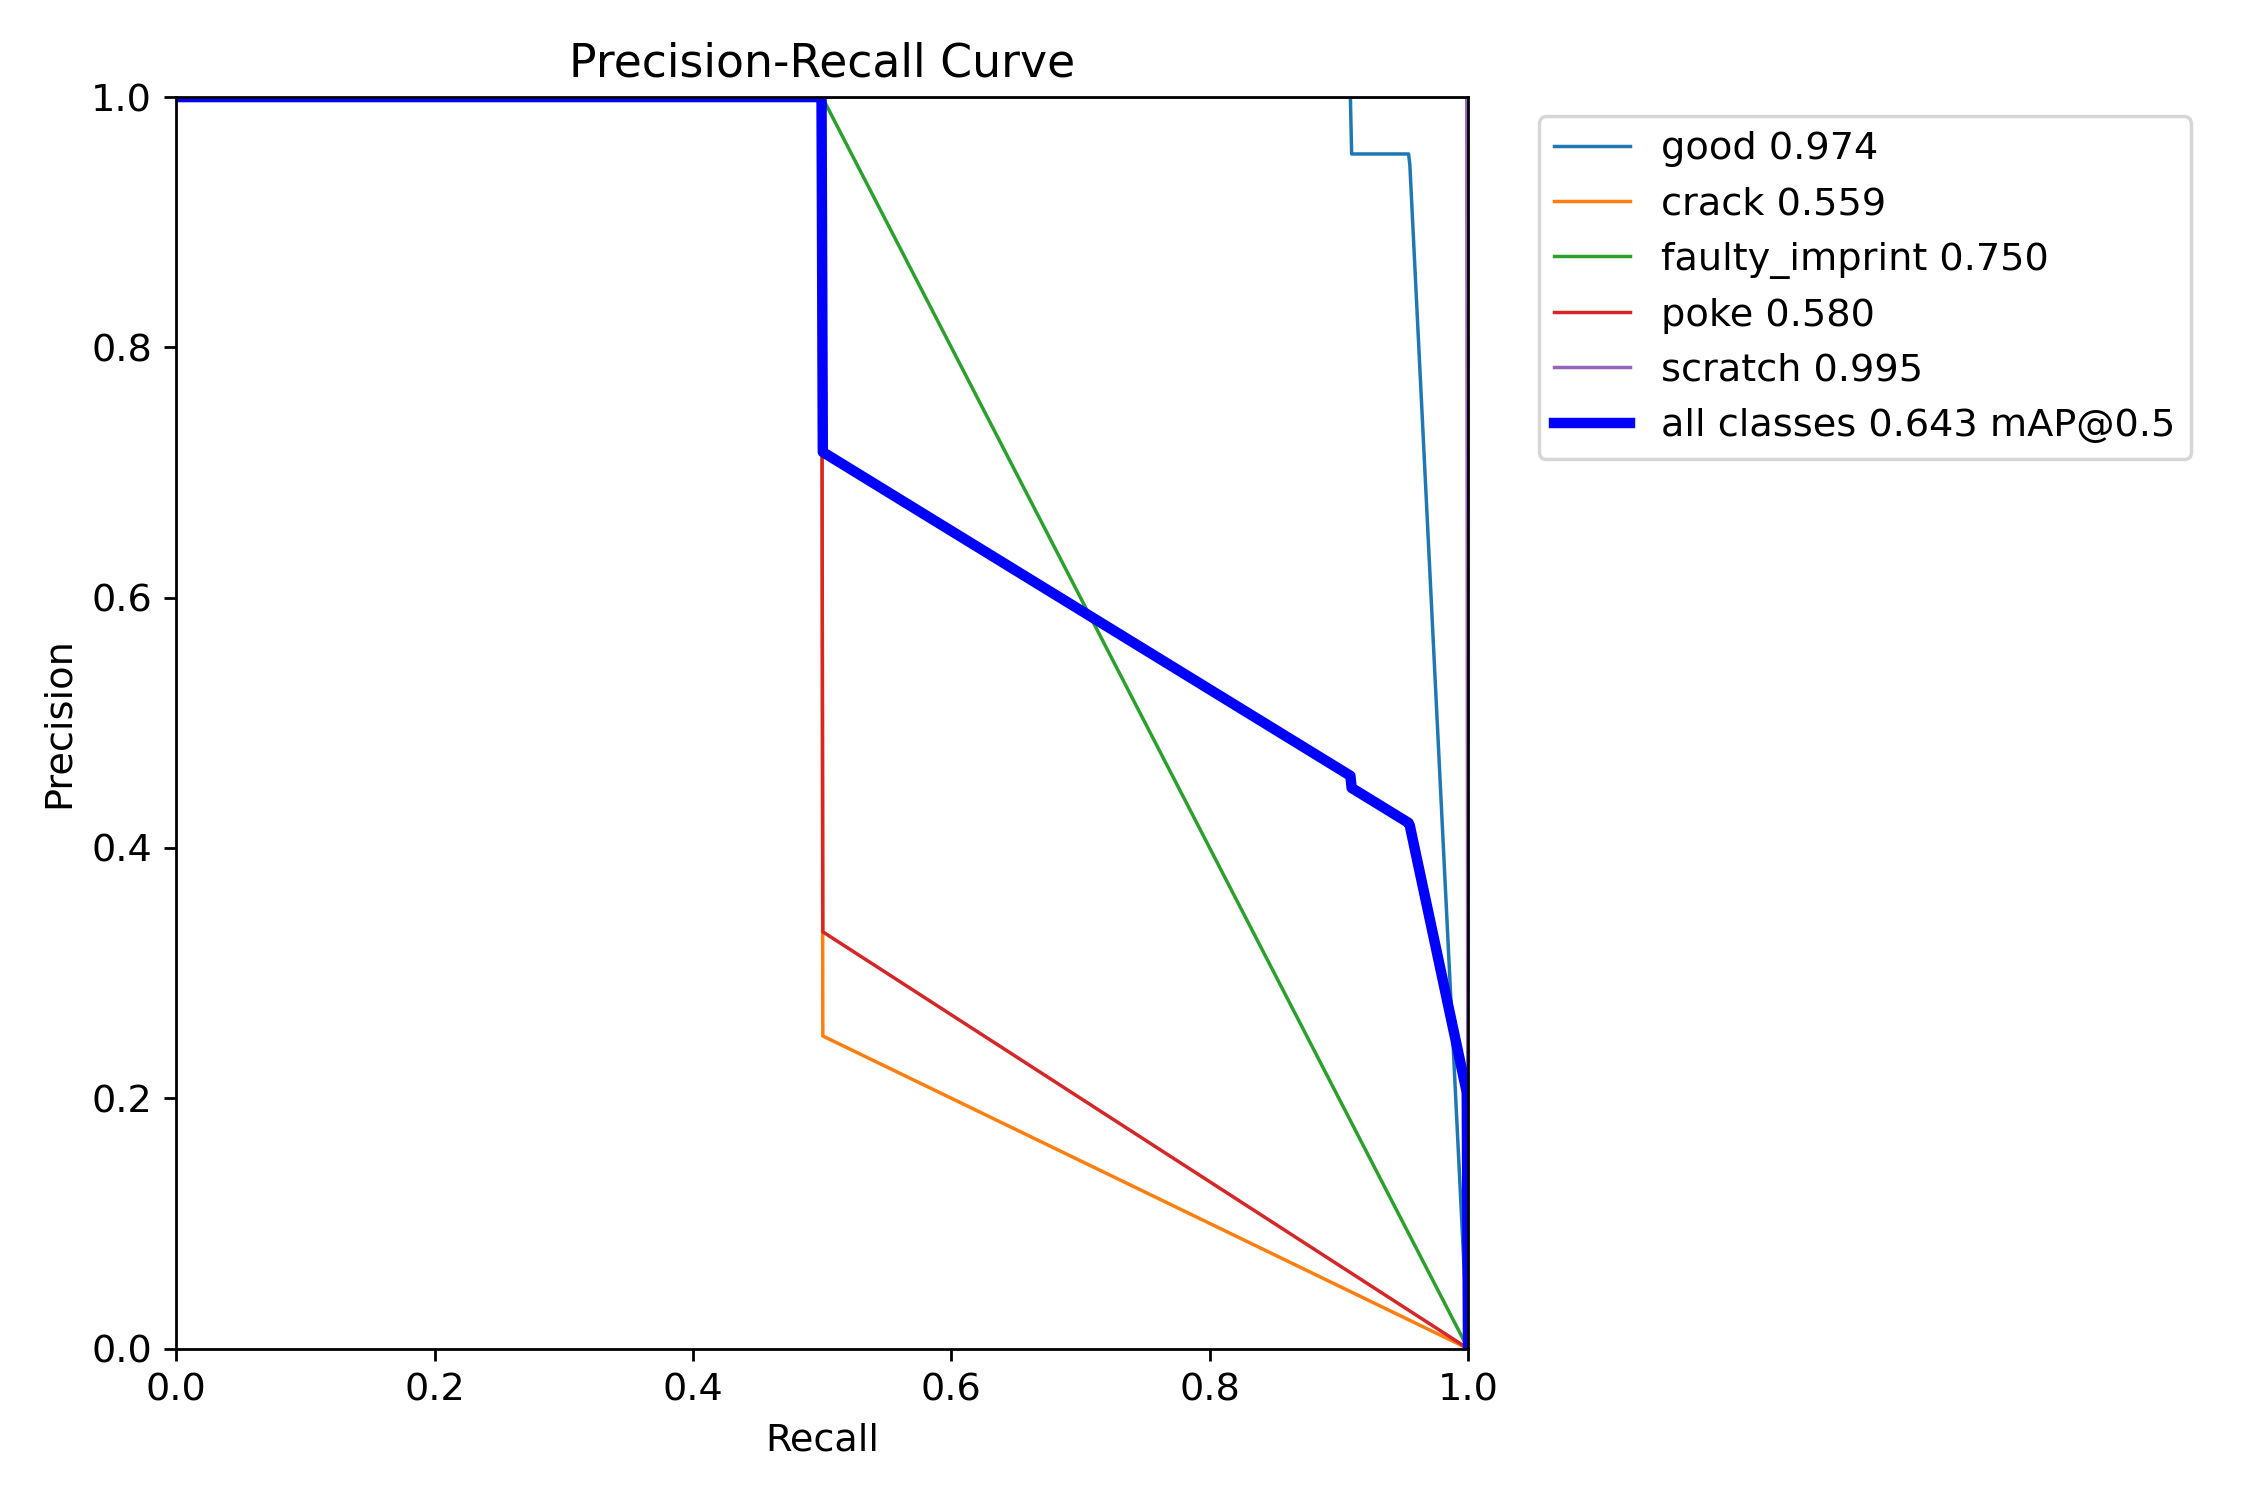 Precision-Recall Curve
1.0
0.8
0.6
0.4
0.2
0.0
Precision
0.0 0.2 0.4 0.6 0.8 1.0
Recall
good 0.974
crack 0.559
faulty_imprint 0.750
poke 0.580
scratch 0.995
all classes 0.643 mAP@0.5